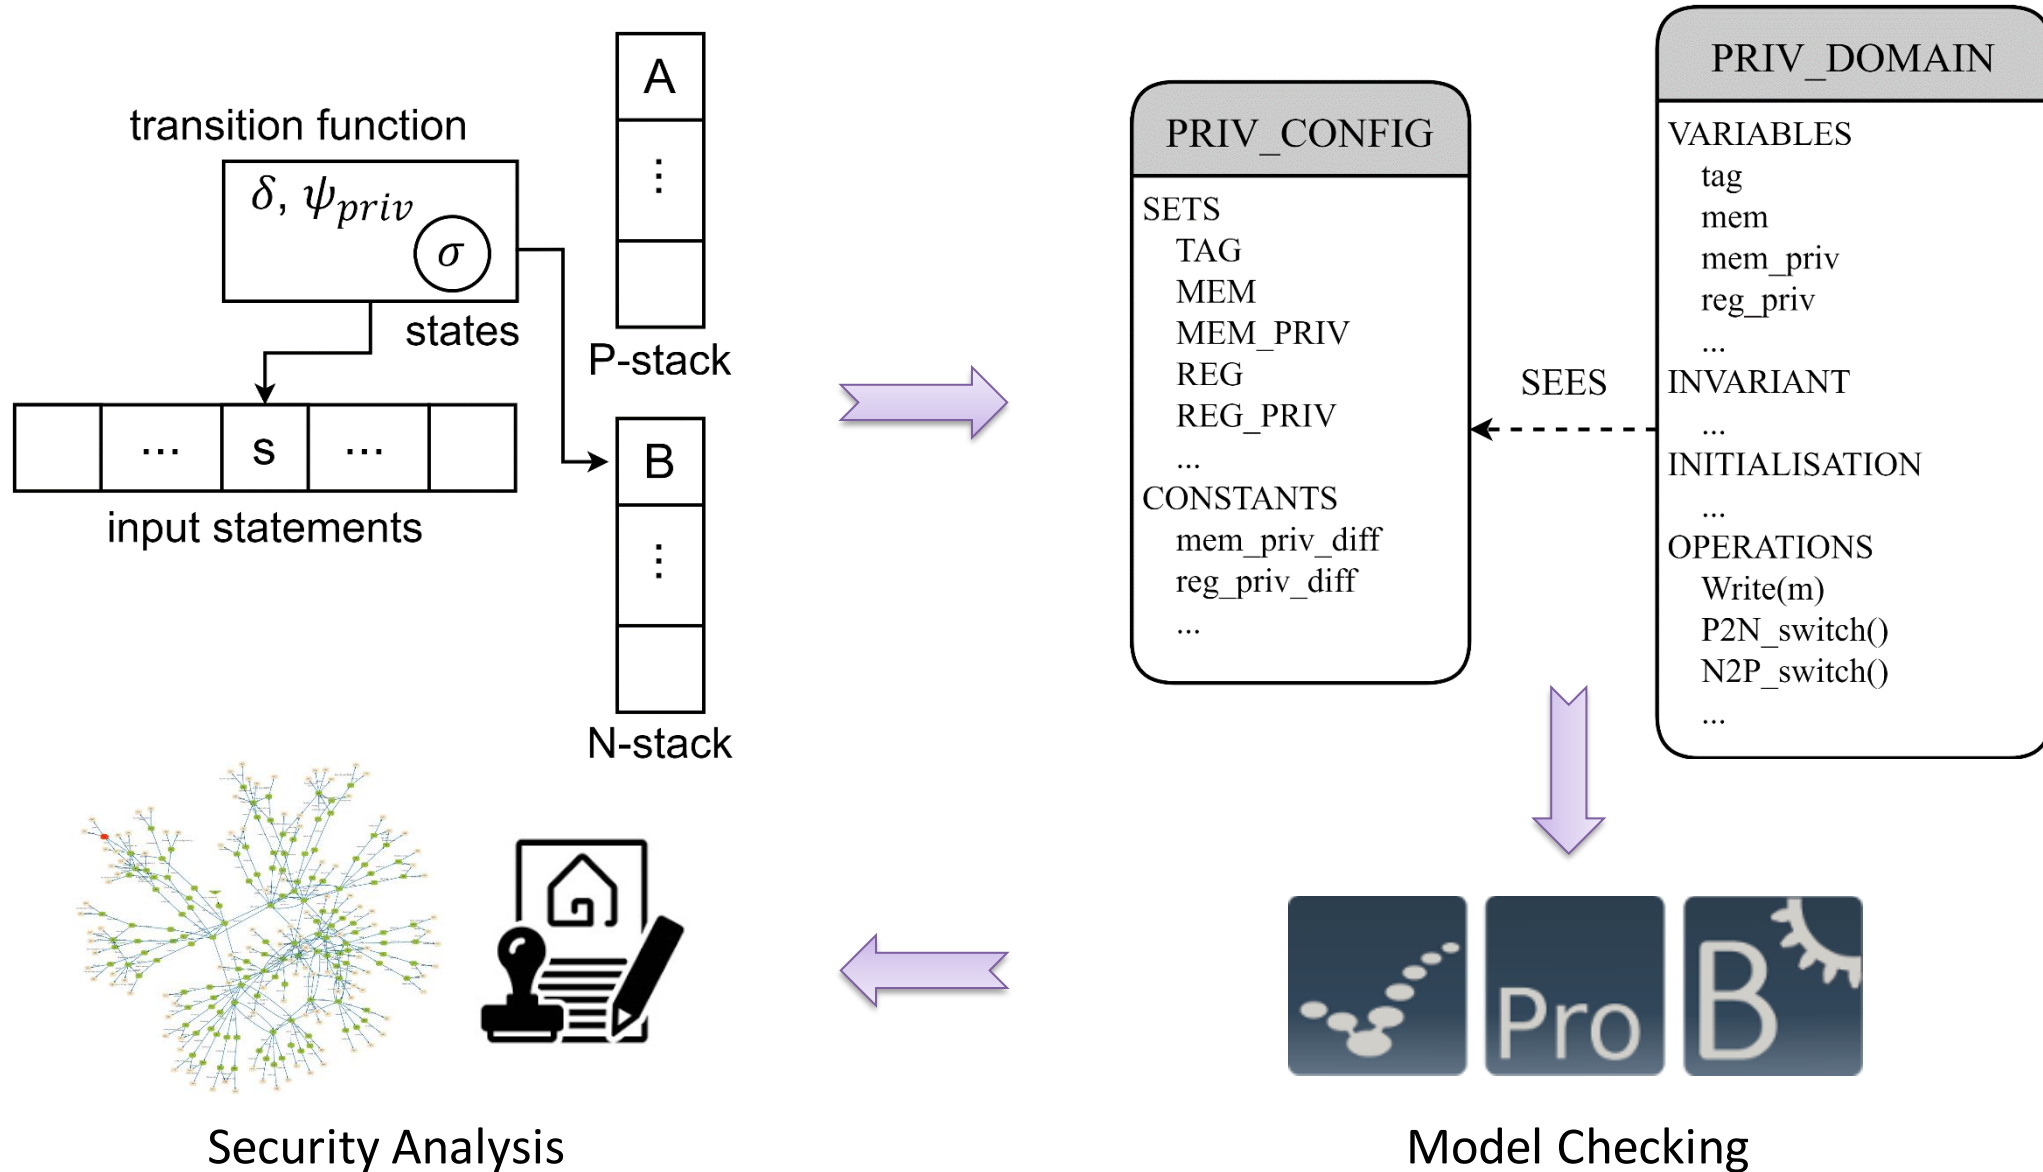 transition function
δ, ψpriv
σ
states
A
⋮
P-stack
... s ...
input statements
B
⋮
N-stack
PRIV_CONFIG
SETS
TAG
MEM
MEM_PRIV
REG
REG_PRIV
...
CONSTANTS
mem_priv_diff
reg_priv_diff
...
SEES
PRIV_DOMAIN
VARIABLES
tag
mem
mem_priv
reg_priv
...
INVARIANT
...
INITIALISATION
...
OPERATIONS
Write(m)
P2N_switch()
N2P_switch()
...
Pro B
Security Analysis
Model Checking